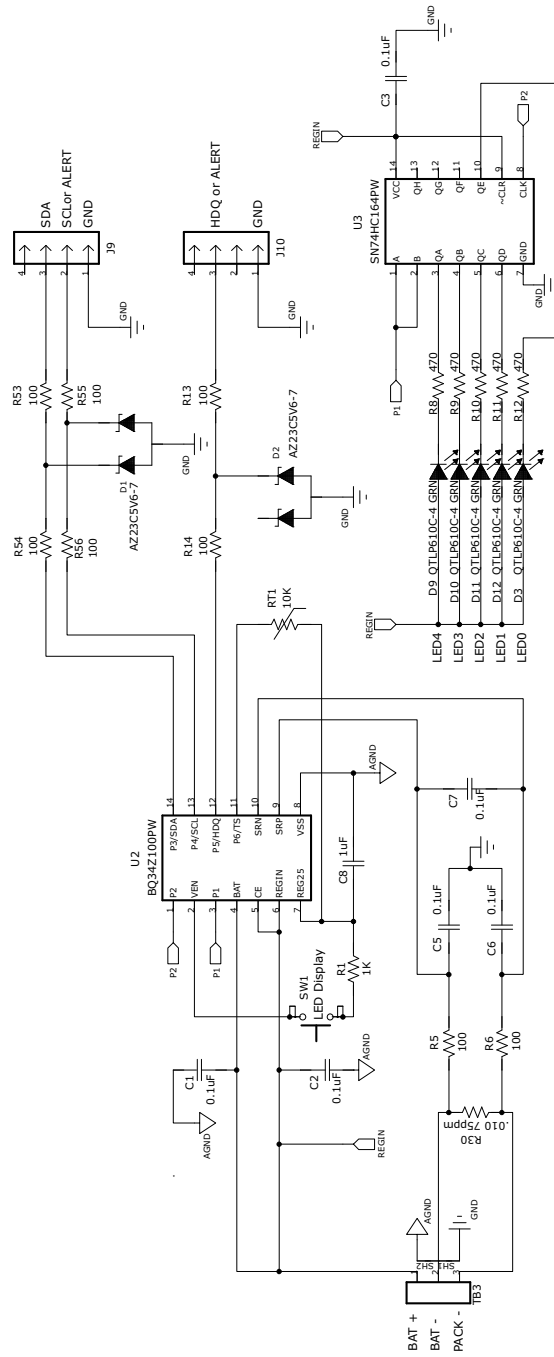 J9
4
3
2
1
SDA
SCLor ALERT
GND
GND
R53
100
R55
100
R54
100
R56
100
D1
AZ23C5V6-7
GND
J10
4
3
2
1
HDQ or ALERT
GND
GND
R13
100
R14
100
D2
AZ23C5V6-7
GND
RT1
10K
U2
BQ34Z100PW
1 P2
2 VEN
3 P1
4 BAT
5 CE
6 REGIN
7 REG25
P3/SDA 14
P4/SCL 13
P5/HDQ 12
P6/TS 11
SRN 10
SRP 9
VSS 8
P2
P1
SW1
LED Display
R1
1K
C8
1uF
AGND
C1
0.1uF
AGND
C2
0.1uF
AGND
REGIN
C7
0.1uF
C5
0.1uF
C6
0.1uF
R5
100
R6
100
R30
.010 75ppm
AGND
GND
SH2
SH1
1
2
3
TB3
BAT +
BAT -
PACK -
REGIN
C3
0.1uF
GND
U3
SN74HC164PW
1 A
2 B
3 QA
4 QB
5 QC
6 QD
7 GND
VCC 14
QH 13
QG 12
QF 11
QE 10
~CLR 9
CLK 8
P1
P2
GND
REGIN
LED4
LED3
LED2
LED1
LED0
D9 QTLP610C-4 GRN
D10 QTLP610C-4 GRN
D11 QTLP610C-4 GRN
D12 QTLP610C-4 GRN
D3 QTLP610C-4 GRN
R8 470
R9 470
R10 470
R11 470
R12 470